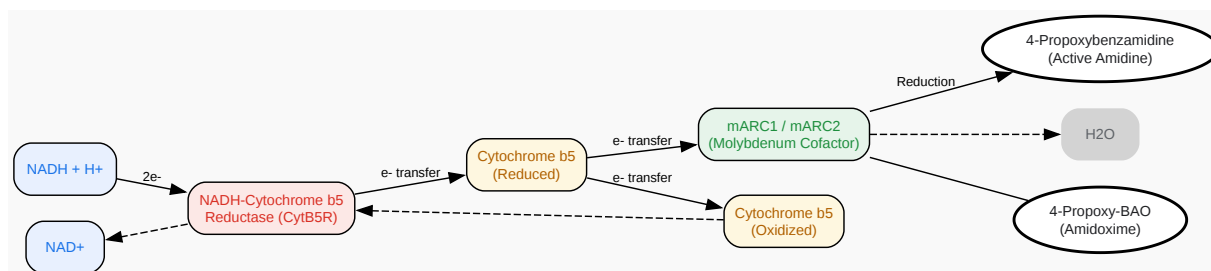 NADH + H+
2e-
NAD+
NADH-Cytochrome b5
Reductase (CytB5R)
e- transfer
Cytochrome b5
(Reduced)
e- transfer
e- transfer
Cytochrome b5
(Oxidized)
mARC1 / mARC2
(Molybdenum Cofactor)
Reduction
4-Propoxybenzamidine
(Active Amidine)
H2O
4-Propoxy-BAO
(Amidoxime)